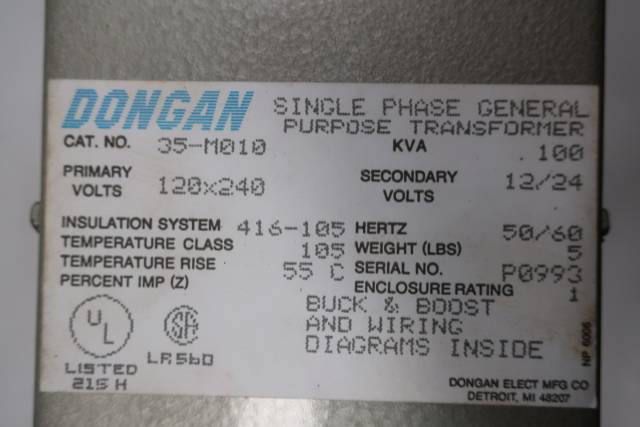 DONGAN SINGLE PHASE GENERAL
PURPOSE TRANSFORMER
CAT. NO. 35-M010 KVA .100
PRIMARY VOLTS 120x240 SECONDARY VOLTS 12/24
INSULATION SYSTEM 416-105 HERTZ 50/60
TEMPERATURE CLASS 105 WEIGHT (LBS) 5
TEMPERATURE RISE 55 C SERIAL NO. P0993
PERCENT IMP (Z) ENCLOSURE RATING 1
BUCK & BOOST
AND WIRING
DIAGRAMS INSIDE
UL
LISTED
215 H
SA
LR560
NP 6006
DONGAN ELECT MFG CO
DETROIT, MI 48207